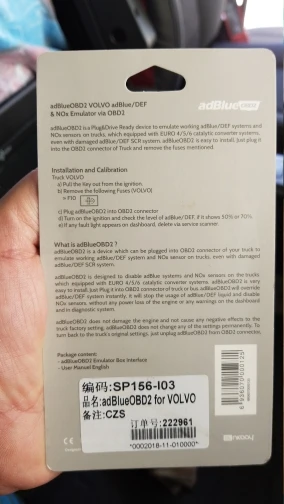 adBlueOBD2 VOLVO adBlue/DEF
& NOx Emulator via OBD2
adBlue OBD2
adBlueOBD2 is a Plug&Drive Ready device to emulate working adBlue/DEF systems and
NOx sensors on trucks, which equipped with EURO 4/5/6 catalytic converter systems,
even with damaged adBlue/DEF SCR system. adBlueOBD2 is easy to install, just plug it
into the OBD2 connector of Truck and remove the fuses mentioned.
Installation and Calibration
Truck VOLVO
a) Pull the key out from the ignition.
b) Remove the following fuses (VOLVO)
> F10
c) Plug adBlueOBD2 into OBD2 connector
d) Turn on the ignition and check the level of adBlue/DEF, if it shows 30% or 70%
e) If any fault light appears on dashboard, delete via service scanner.
What is adBlueOBD2 ?
adBlueOBD2 is a device which can be plugged into OBD2 connector of your truck to
emulate working adBlue/DEF system and NOx sensor on trucks, even with damaged
adBlue/DEF SCR system.
adBlueOBD2 is designed to disable adBlue systems and NOx sensors on the trucks
which equipped with EURO 4/5/6 catalytic converter systems. adBlueOBD2 is very
easy to install. Just Plug it into OBD2 connector of truck or bus. adBlueOBD2 will override
adBlue/DEF system instantly, it will stop the usage of adBlue/DEF liquid and disable
NOx sensors, without any power loss of the engine or any warnings on the dashboard
and in diagnostic system.
adBlueOBD2 does not damage the engine and not cause any negative effects to the
truck factory setting, adBlueOBD2 does not change any of the settings permanently. To
turn back to the truck's original settings, just unplug adBlueOBD2 from OBD2 connector.
Package content:
- adBlueOBD2 Emulator Box Interface
- User Manual English
编码:SP156-I03
品名:adBlueOBD2 for VOLVO
备注:CZS
订单号:222961
*0002018-11-010000*
CE